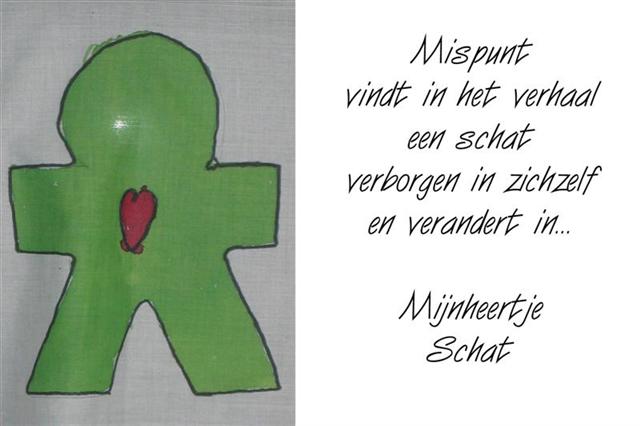 Mispunt
vindt in het verhaal
een schat
verborgen in zichzelf
en verandert in...
Mijnheertje
Schat